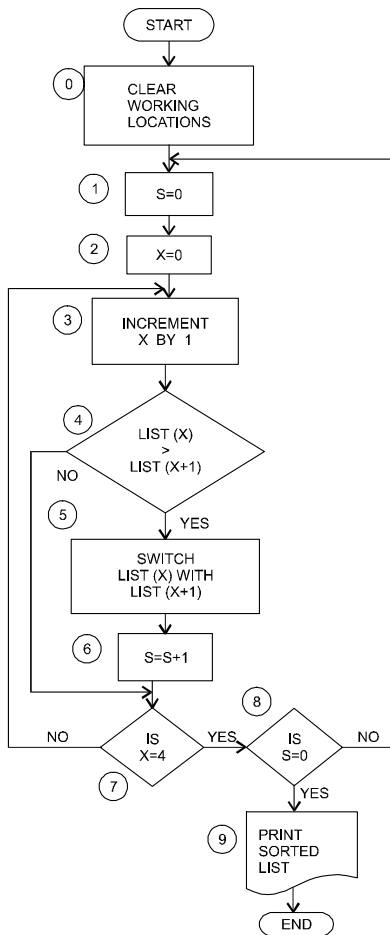 START
0
CLEAR
WORKING
LOCATIONS
1
S=0
2
X=0
3
INCREMENT
X BY 1
4
LIST (X)
>
LIST (X+1)
NO
5
YES
SWITCH
LIST (X) WITH
LIST (X+1)
6
S=S+1
8
NO
IS
X=4
YES
IS
S=0
NO
7
YES
9
PRINT
SORTED
LIST
END